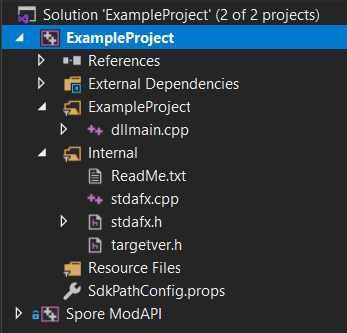 Solution 'ExampleProject' (2 of 2 projects)
ExampleProject
References
External Dependencies
ExampleProject
dllmain.cpp
Internal
ReadMe.txt
stdafx.cpp
stdafx.h
targetver.h
Resource Files
SdkPathConfig.props
Spore ModAPI